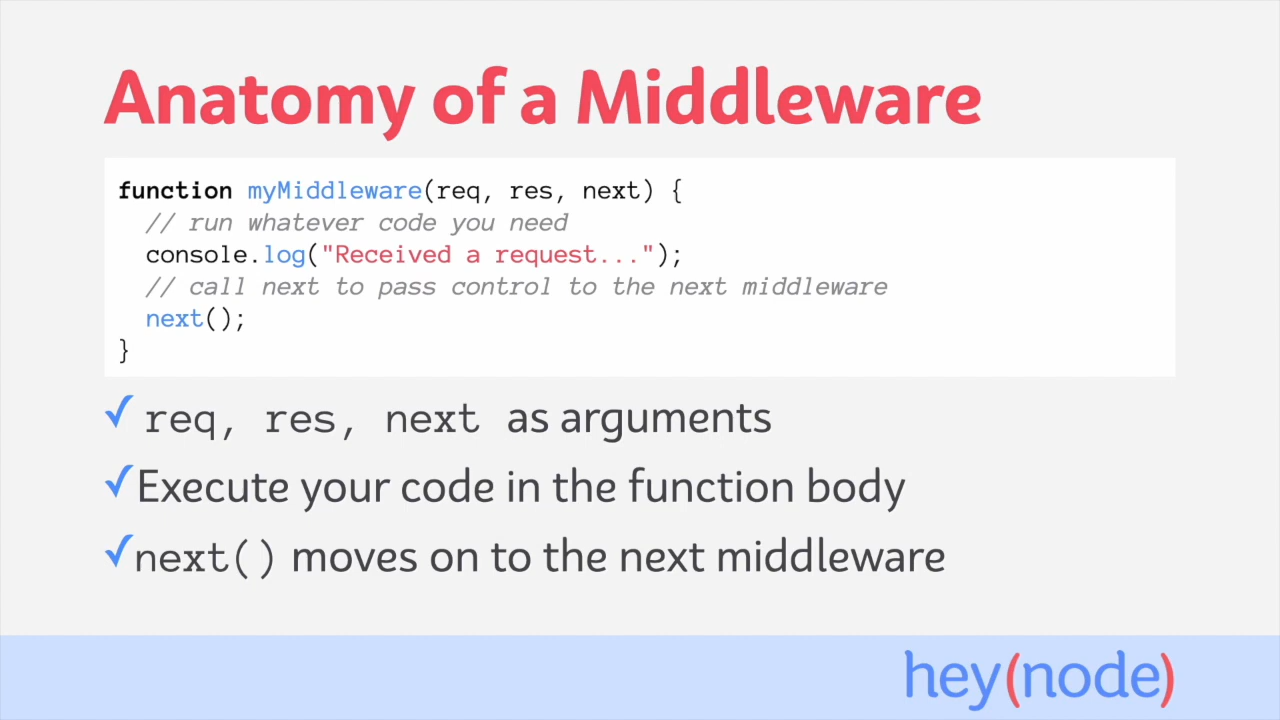 Anatomy of a Middleware
function myMiddleware(req, res, next) {
  // run whatever code you need
  console.log("Received a request...");
  // call next to pass control to the next middleware
  next();
}
✓ req, res, next as arguments
✓Execute your code in the function body
✓next() moves on to the next middleware
hey(node)